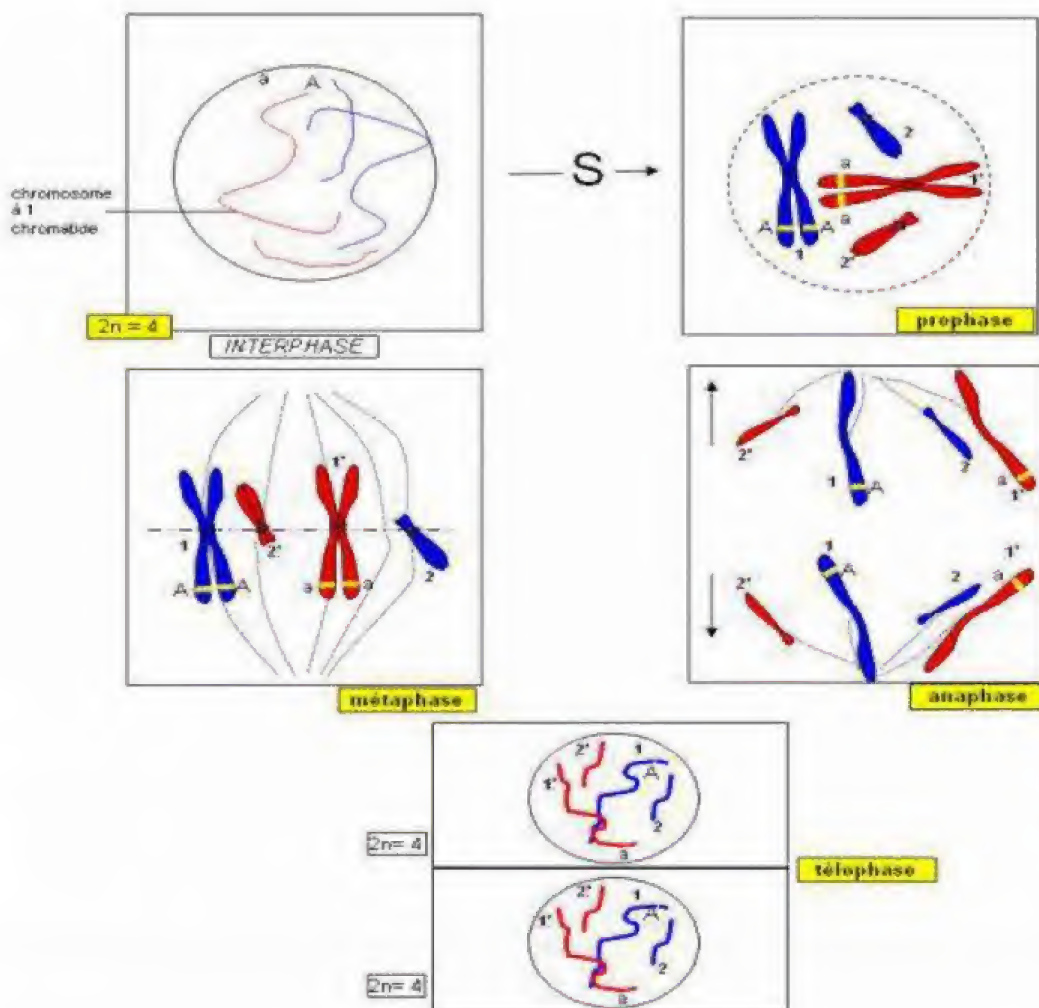 a A
chromosome
à 1
chromatide
2n = 4
INTERPHASE
S
2
a
1'
A A
a
1
2'
prophase
1'
1
2'
2
A A
a a
métaphase
2'
1 A
2
a
1'
1
A
2'
2
1'
a
anaphase
2'
1
1'
A
2
a
2n= 4
télophase
2'
1
1'
A
2
a
2n= 4